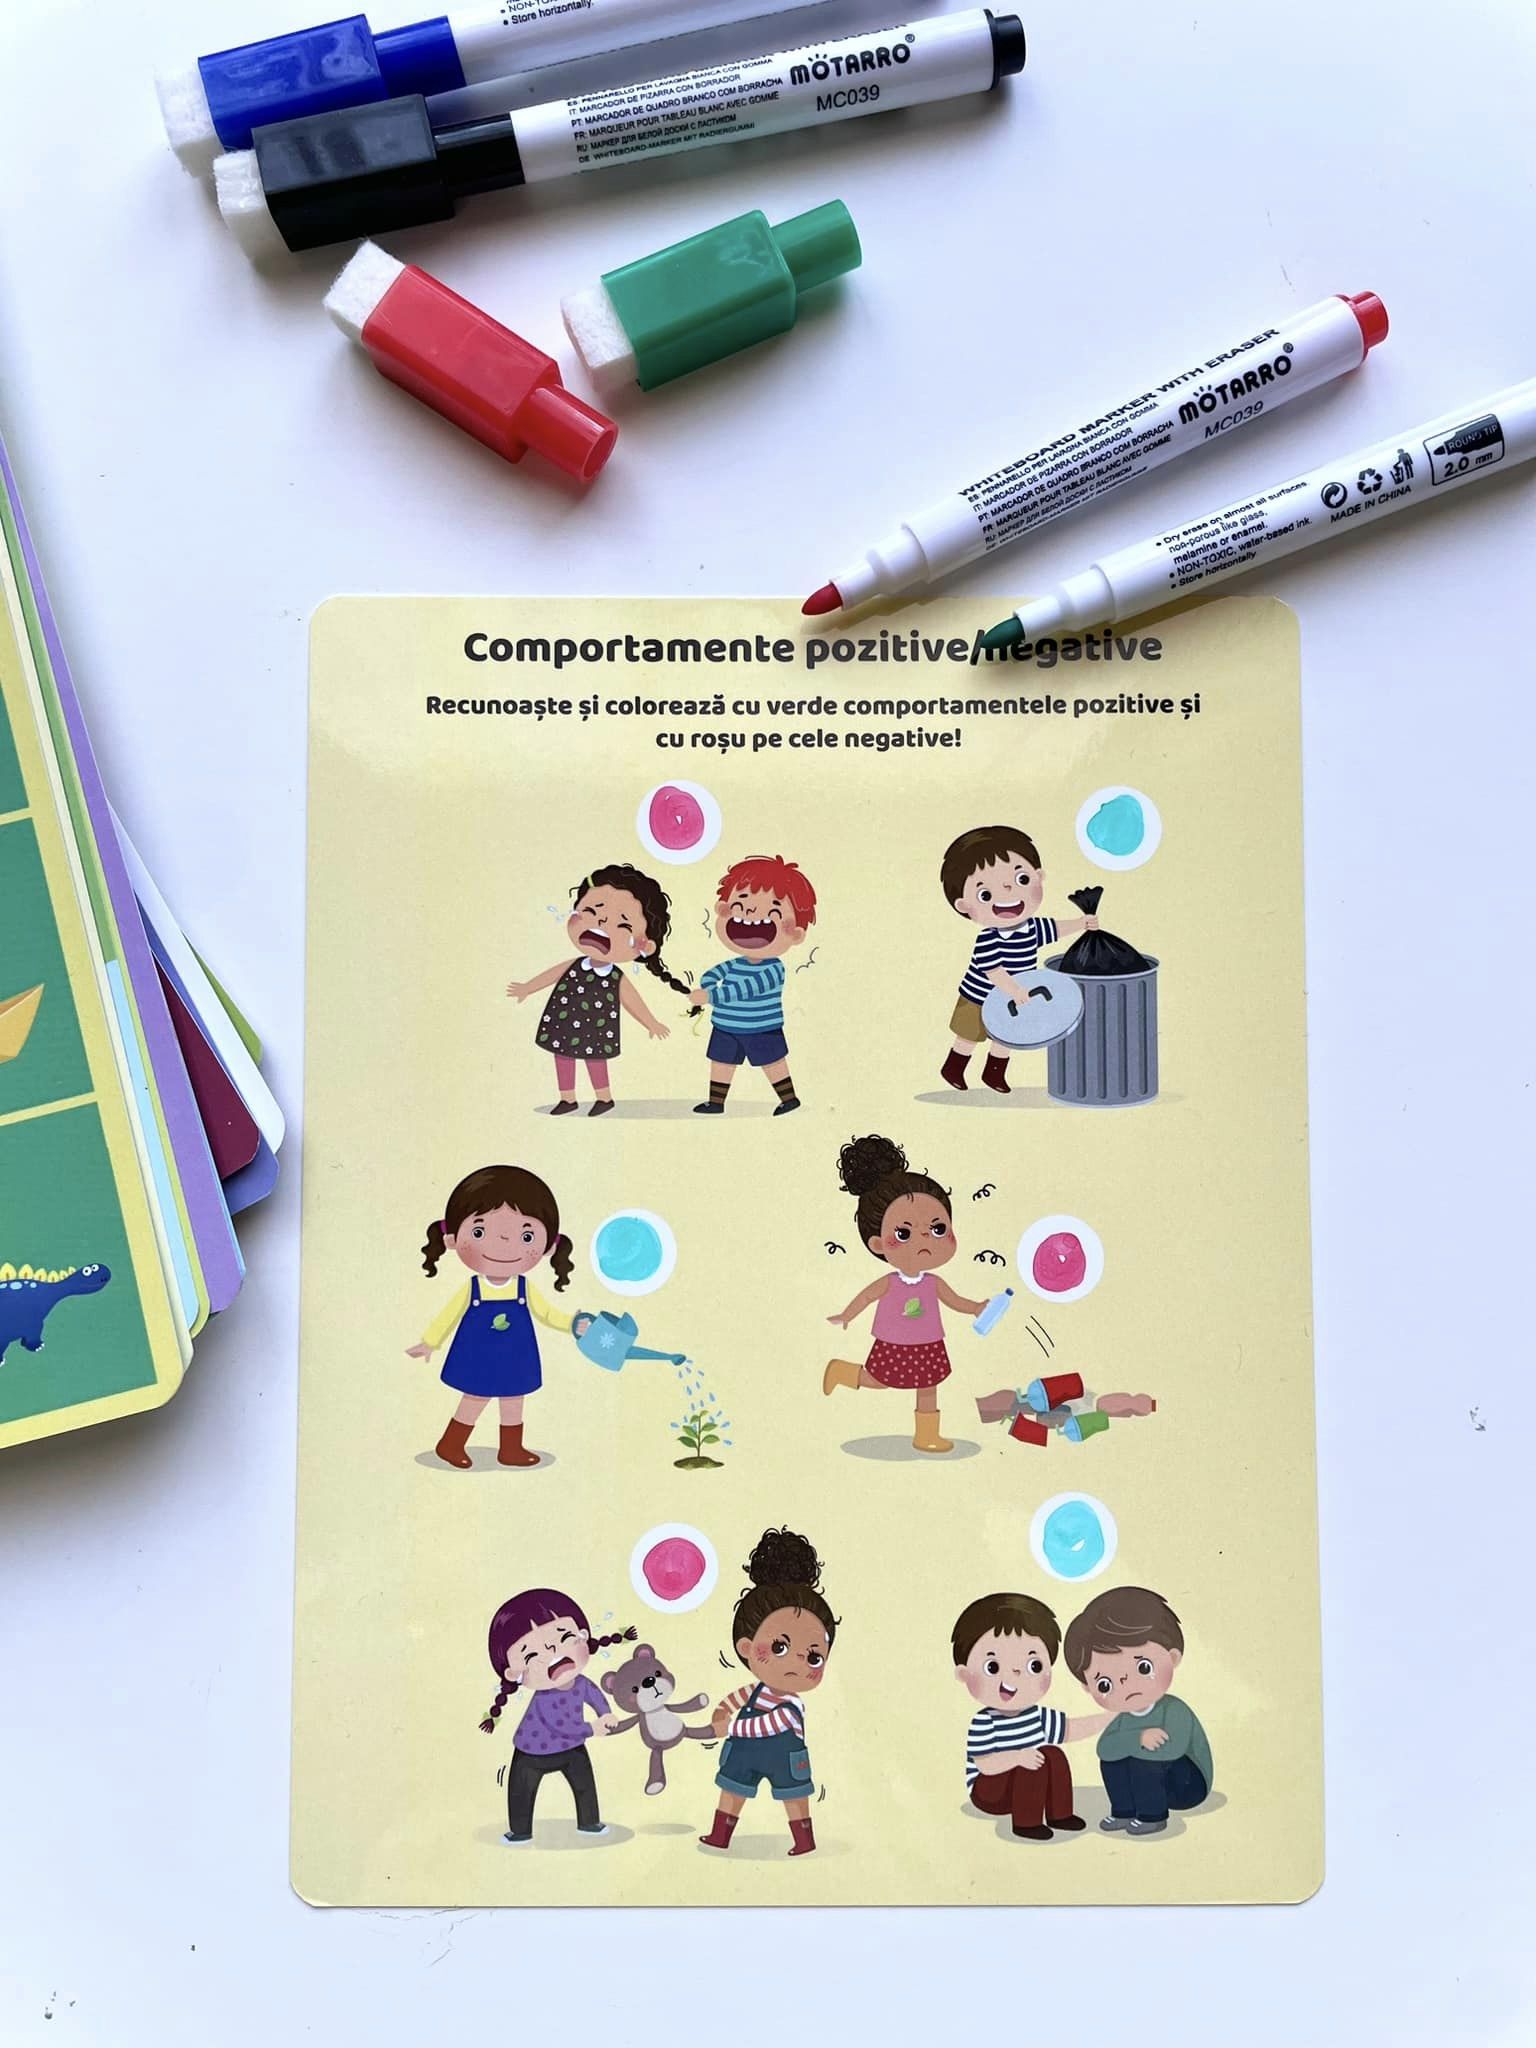 • NON-TOXIC
• Store horizontally.
ES: PENNARELLO PER LAVAGNA BIANCA CON GOMMA
IT: MARCADOR DE PIZARRA CON BORRADOR
PT: MARCADOR DE QUADRO BRANCO COM BORRACHA
FR: MARQUEUR POUR TABLEAU BLANC AVEC GOMME
RU: МАРКЕР ДЛЯ БЕЛОЙ ДОСКИ С ЛАСТИКОМ
DE: WHITEBOARD-MARKER MIT RADIERGUMMI
MOTARRO®
MC039
WHITEBOARD MARKER WITH ERASER
ES: PENNARELLO PER LAVAGNA BIANCA CON GOMMA
IT: MARCADOR DE PIZARRA CON BORRADOR
PT: MARCADOR DE QUADRO BRANCO COM BORRACHA
FR: MARQUEUR POUR TABLEAU BLANC AVEC GOMME
RU: МАРКЕР ДЛЯ БЕЛОЙ ДОСКИ С ЛАСТИКОМ
DE: WHITEBOARD-MARKER MIT RADIERGUMMI
MOTARRO®
MC039
• Dry erase on almost all surfaces
non-porous like glass,
melamine or enamel.
• NON-TOXIC, water-based ink.
• Store horizontally
MADE IN CHINA
ROUND TIP
2.0 mm
Comportamente pozitive/negative
Recunoaște și colorează cu verde comportamentele pozitive și
cu roșu pe cele negative!